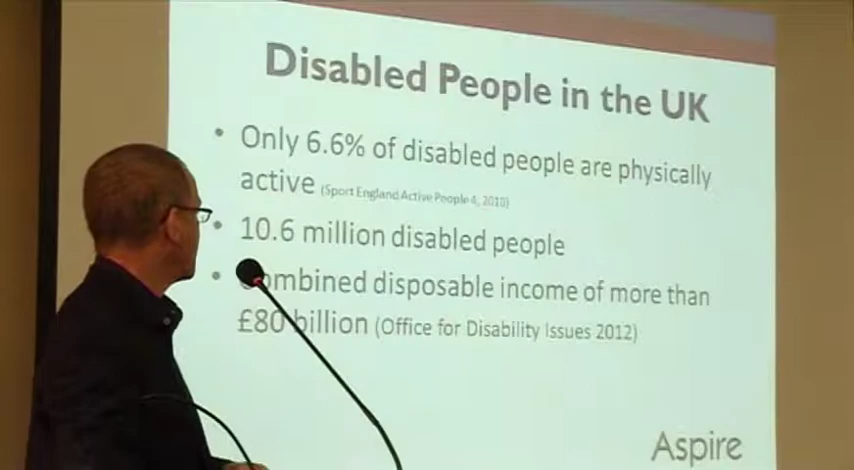 Disabled People in the UK
• Only 6.6% of disabled people are physically
active (Sport England Active People 4, 2010)
• 10.6 million disabled people
• Combined disposable income of more than
£80 billion (Office for Disability Issues 2012)
Aspire